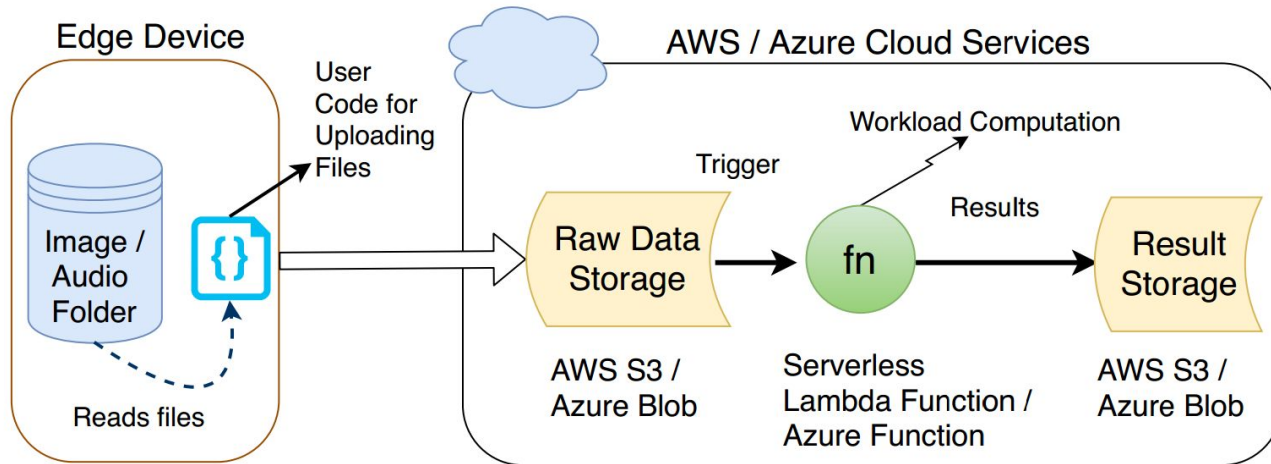 Edge Device
User
Code for
Uploading
Files
Image /
Audio
Folder
{}
Reads files
AWS / Azure Cloud Services
Workload Computation
Trigger
Results
Raw Data
Storage
fn
Result
Storage
AWS S3 /
Azure Blob
Serverless
Lambda Function /
Azure Function
AWS S3 /
Azure Blob